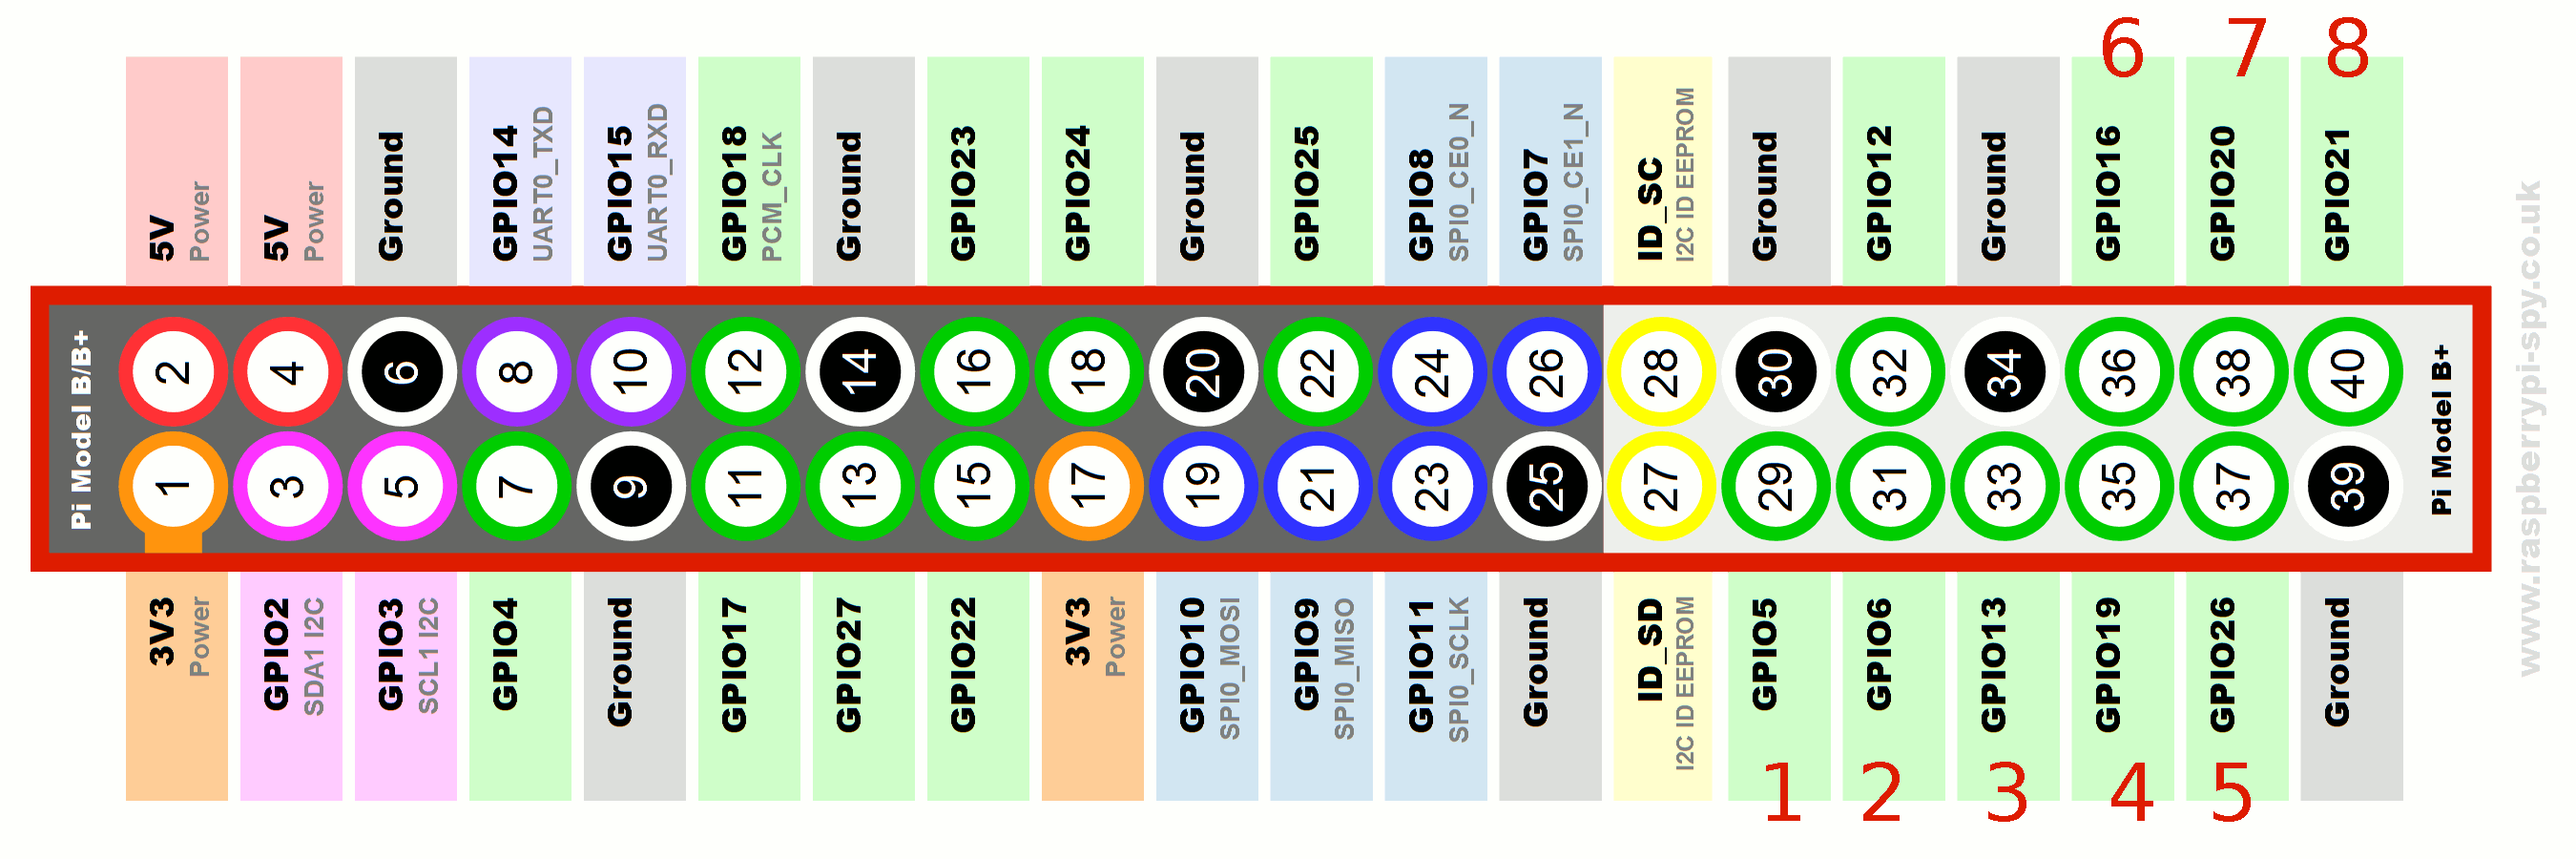 6 7 8
5V Power
5V Power
Ground
GPIO14 UART0_TXD
GPIO15 UART0_RXD
GPIO18 PCM_CLK
Ground
GPIO23
GPIO24
Ground
GPIO25
GPIO8 SPI0_CE0_N
GPIO7 SPI0_CE1_N
ID_SC I2C ID EEPROM
Ground
GPIO12
Ground
GPIO16
GPIO20
GPIO21
Pi Model B/B+
2 4 6 8 10 12 14 16 18 20 22 24 26 28 30 32 34 36 38 40
1 3 5 7 9 11 13 15 17 19 21 23 25 27 29 31 33 35 37 39
Pi Model B+
3V3 Power
GPIO2 SDA1 I2C
GPIO3 SCL1 I2C
GPIO4
Ground
GPIO17
GPIO27
GPIO22
3V3 Power
GPIO10 SPI0_MOSI
GPIO9 SPI0_MISO
GPIO11 SPI0_SCLK
Ground
ID_SD I2C ID EEPROM
GPIO5
GPIO6
GPIO13
GPIO19
GPIO26
Ground
1 2 3 4 5
www.raspberrypi-spy.co.uk